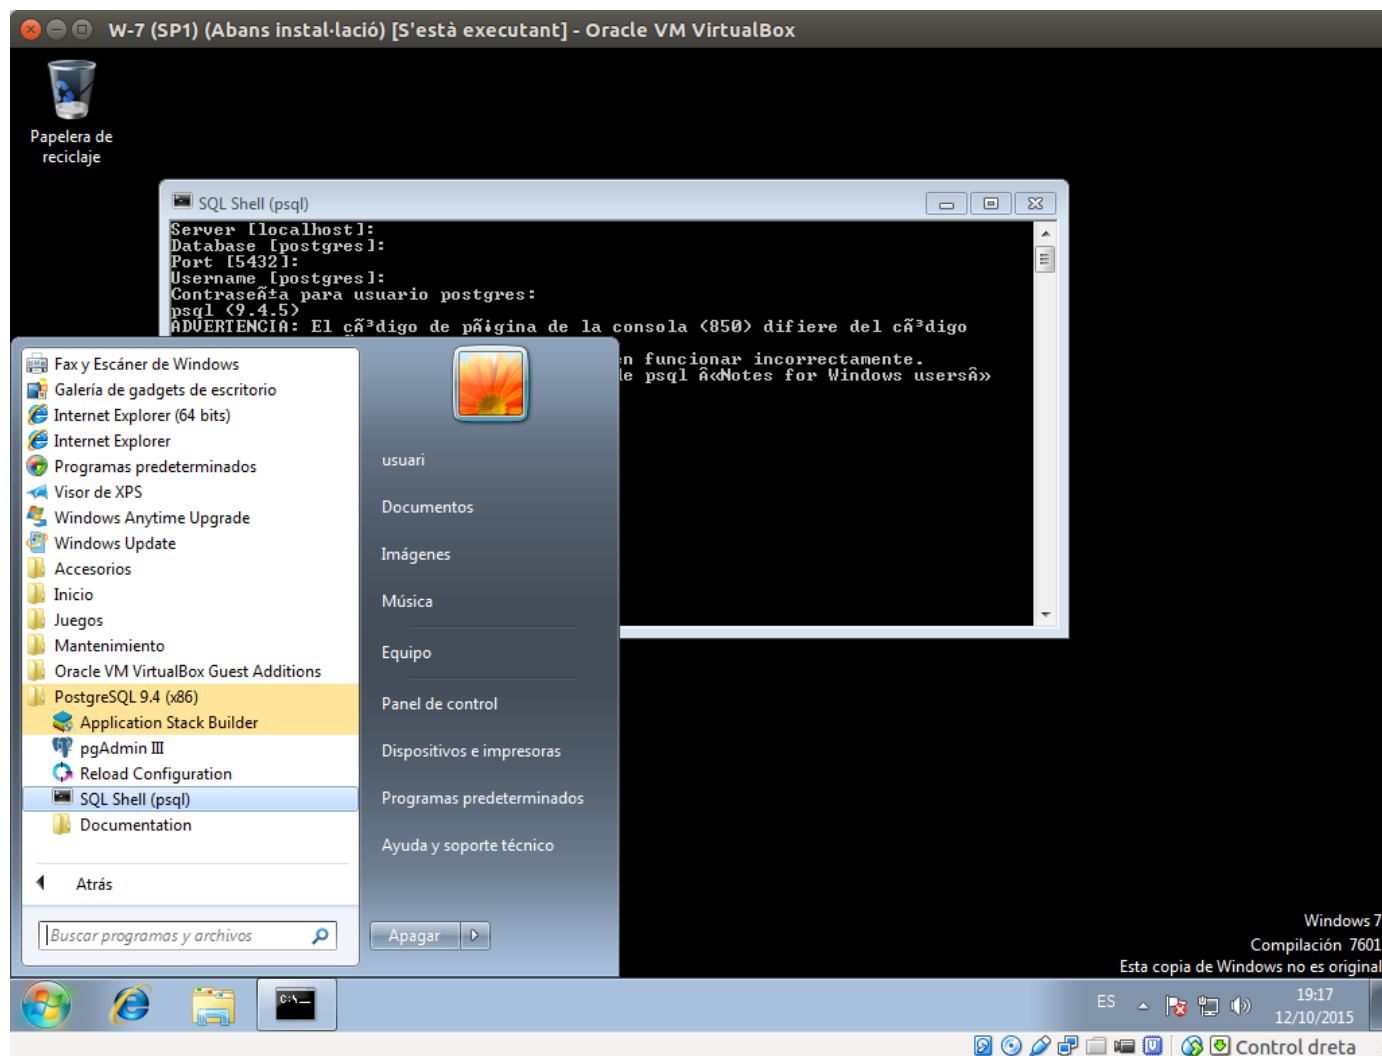 W-7 (SP1) (Abans instal·lació) [S'està executant] - Oracle VM VirtualBox
Papelera de
reciclaje
SQL Shell (psql)
Server [localhost]:
Database [postgres]:
Port [5432]:
Username [postgres]:
ContraseÃ±a para usuario postgres:
psql (9.4.5)
ADVERTENCIA: El cÃ³digo de pÃ¡gina de la consola (850) difiere del cÃ³digo
en funcionar incorrectamente.
de psql Â«Notes for Windows usersÂ»
Fax y Escáner de Windows
Galería de gadgets de escritorio
Internet Explorer (64 bits)
Internet Explorer
Programas predeterminados
Visor de XPS
Windows Anytime Upgrade
Windows Update
Accesorios
Inicio
Juegos
Mantenimiento
Oracle VM VirtualBox Guest Additions
PostgreSQL 9.4 (x86)
Application Stack Builder
pgAdmin III
Reload Configuration
SQL Shell (psql)
Documentation
Atrás
Buscar programas y archivos
usuari
Documentos
Imágenes
Música
Equipo
Panel de control
Dispositivos e impresoras
Programas predeterminados
Ayuda y soporte técnico
Apagar
Windows 7
Compilación 7601
Esta copia de Windows no es original
C:\_
ES
19:17
12/10/2015
Control dreta